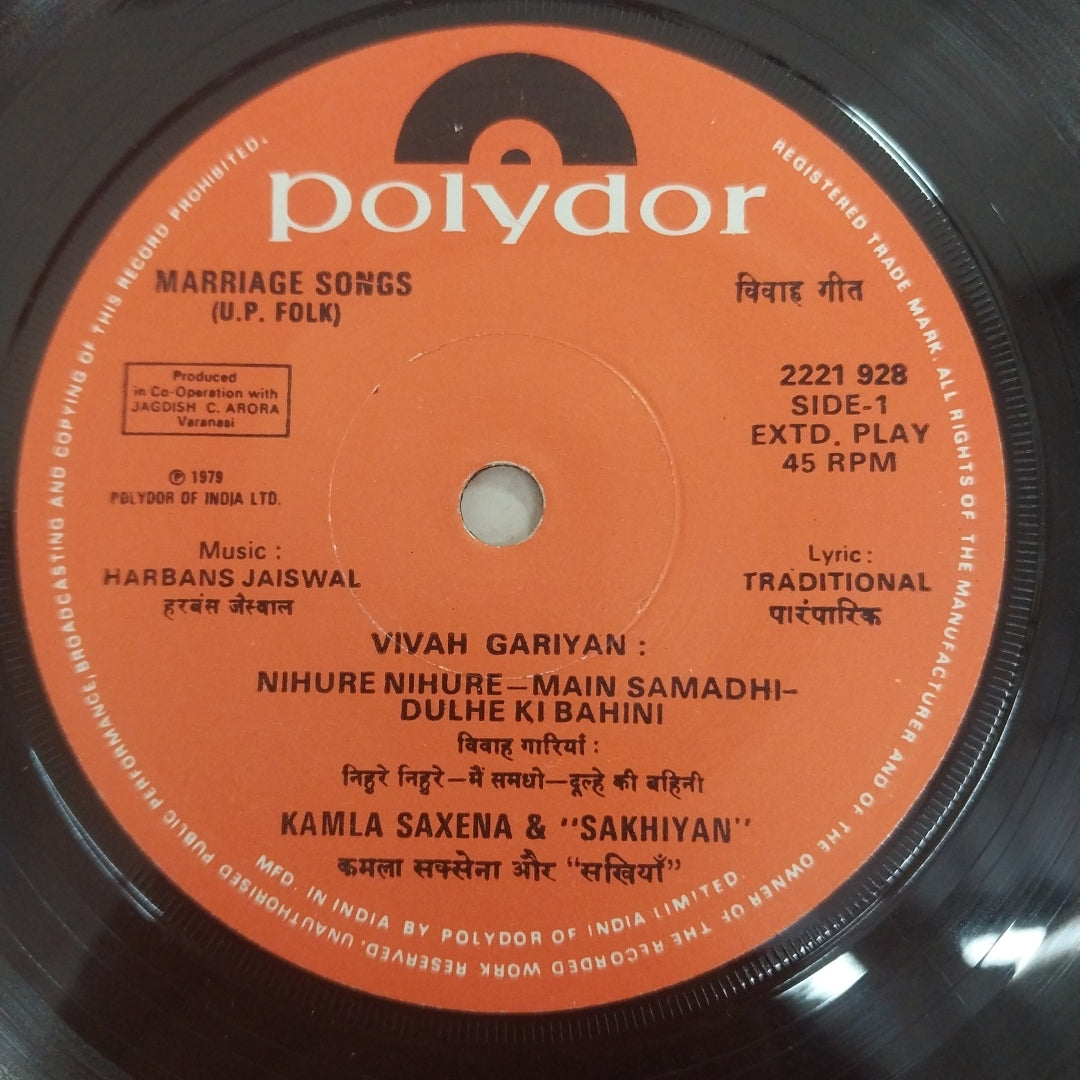 polydor
MARRIAGE SONGS
(U.P. FOLK)
विवाह गीत
Produced
in Co-Operation with
JAGDISH C. ARORA
Varanasi
2221 928
SIDE-1
EXTD. PLAY
45 RPM
℗ 1979
POLYDOR OF INDIA LTD.
Music :
HARBANS JAISWAL
हरबंस जेस्वाल
Lyric :
TRADITIONAL
पारंपारिक
VIVAH GARIYAN :
NIHURE NIHURE—MAIN SAMADHI—
DULHE KI BAHINI
विवाह गारियाँ :
निहुरे निहुरे—मैं समधो—दूल्हे की बहिनी
KAMLA SAXENA & "SAKHIYAN"
कमला सक्सेना और “सखियाँ”
MFD. IN INDIA BY POLYDOR OF INDIA LIMITED.
REGISTERED TRADE MARK. ALL RIGHTS OF THE MANUFACTURER AND OF THE OWNER OF THE RECORDED WORK RESERVED. UNAUTHORISED PUBLIC PERFORMANCE, BROADCASTING AND COPYING OF THIS RECORD PROHIBITED.